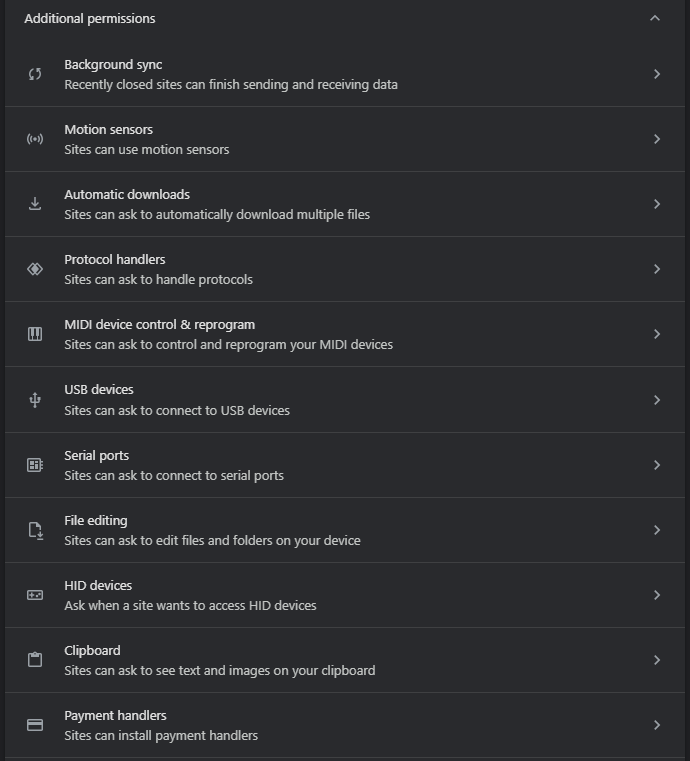 Additional permissions
Background sync
Recently closed sites can finish sending and receiving data
Motion sensors
Sites can use motion sensors
Automatic downloads
Sites can ask to automatically download multiple files
Protocol handlers
Sites can ask to handle protocols
MIDI device control & reprogram
Sites can ask to control and reprogram your MIDI devices
USB devices
Sites can ask to connect to USB devices
Serial ports
Sites can ask to connect to serial ports
File editing
Sites can ask to edit files and folders on your device
HID devices
Ask when a site wants to access HID devices
Clipboard
Sites can ask to see text and images on your clipboard
Payment handlers
Sites can install payment handlers